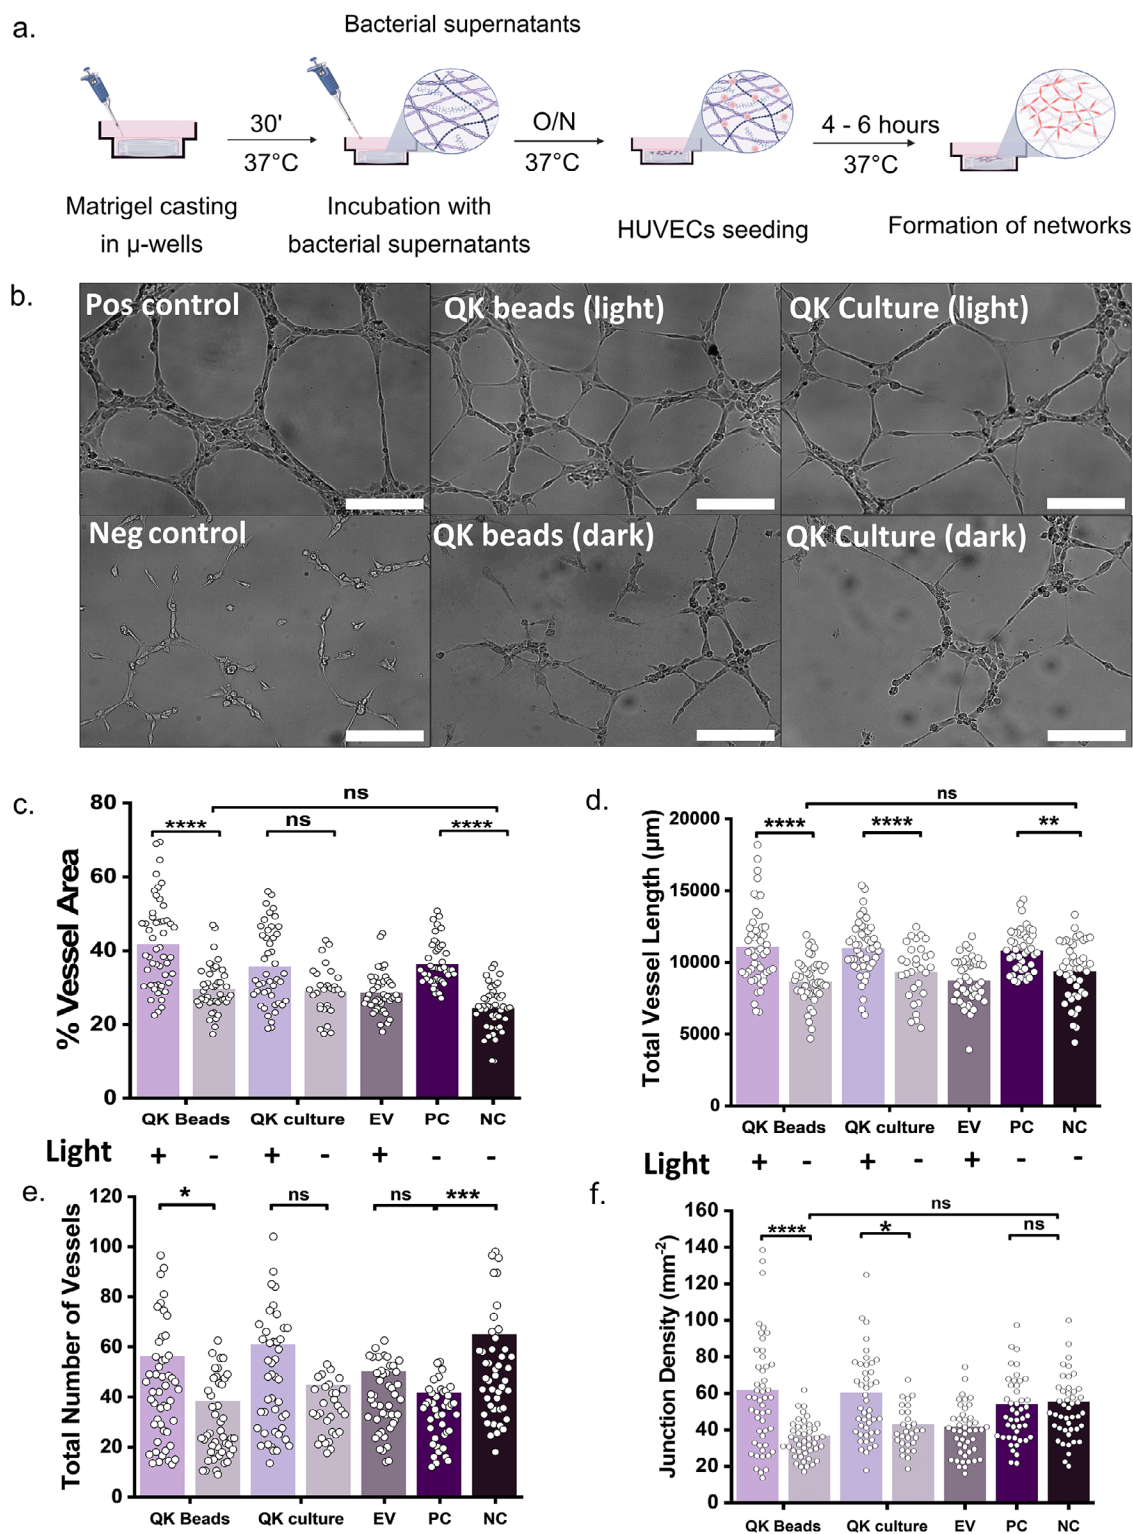 a.
Bacterial supernatants
30'
37°C
O/N
37°C
4 - 6 hours
37°C
Matrigel casting
in µ-wells
Incubation with
bacterial supernatants
HUVECs seeding
Formation of networks
b.
Pos control
QK beads (light)
QK Culture (light)
Neg control
QK beads (dark)
QK Culture (dark)
c.
% Vessel Area
80
60
40
20
0
ns
****
ns
****
QK Beads
QK culture
EV
PC
NC
Light
+ - + - + - -
d.
Total Vessel Length (µm)
20000
15000
10000
5000
0
ns
****
****
**
QK Beads
QK culture
EV
PC
NC
Light
+ - + - + - -
e.
Total Number of Vessels
120
100
80
60
40
20
0
*
ns
ns
***
QK Beads
QK culture
EV
PC
NC
f.
Junction Density (mm⁻²)
160
140
120
100
80
60
40
20
0
ns
****
*
ns
QK Beads
QK culture
EV
PC
NC